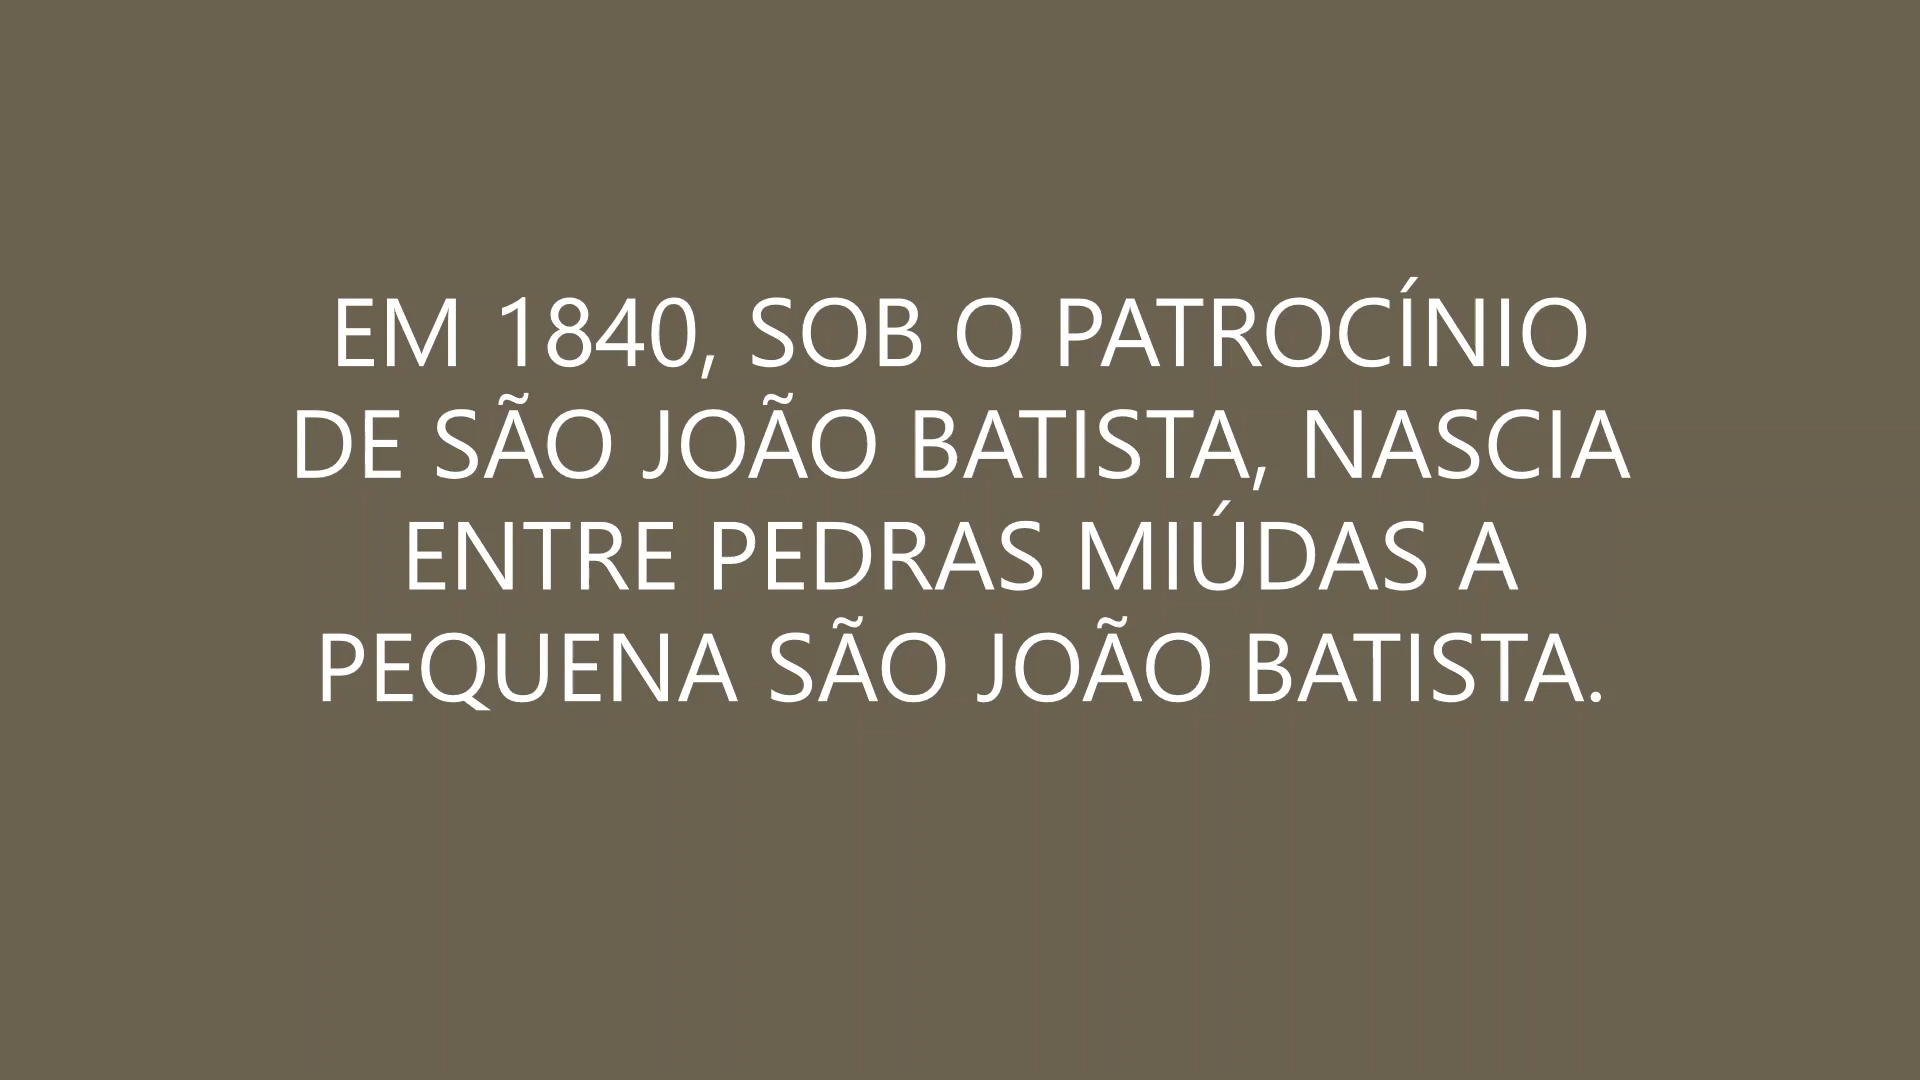 EM 1840, SOB O PATROCÍNIO
DE SÃO JOÃO BATISTA, NASCIA
ENTRE PEDRAS MIÚDAS A
PEQUENA SÃO JOÃO BATISTA.